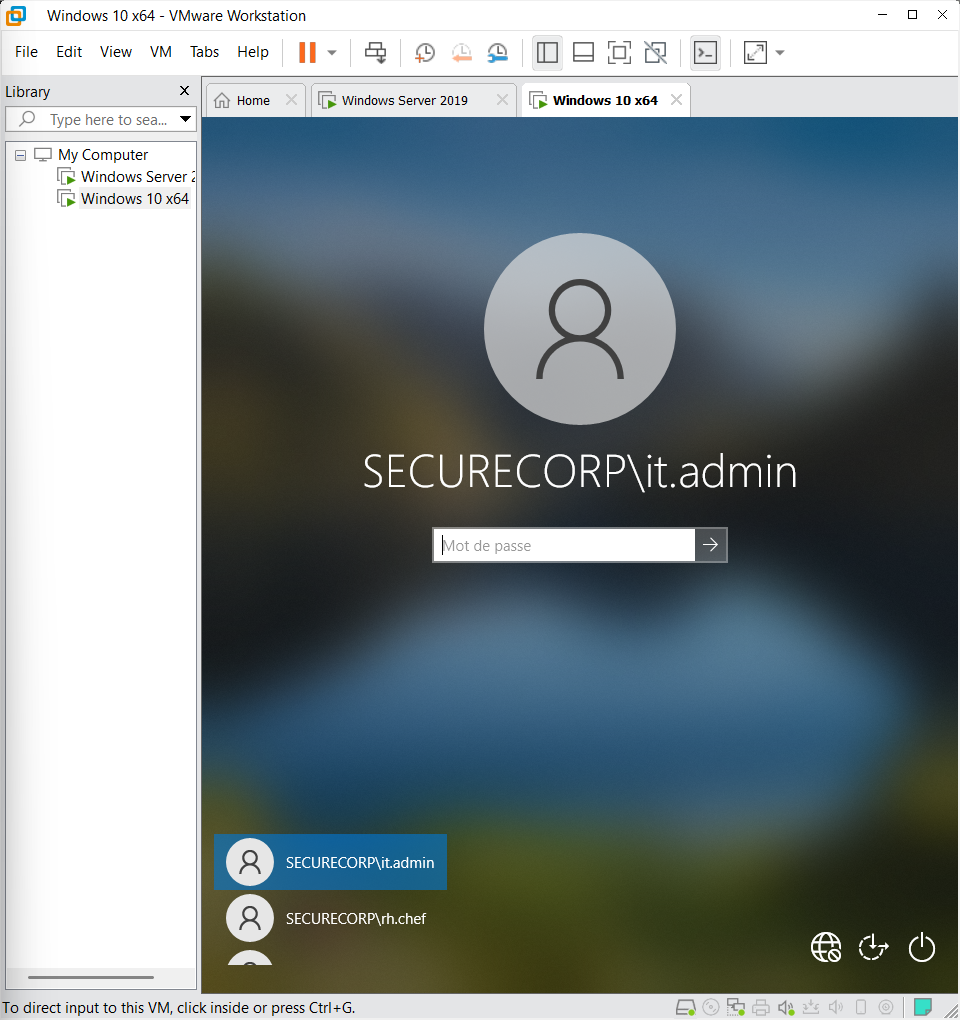 Windows 10 x64 - VMware Workstation
File Edit View VM Tabs Help
Library
Type here to sea...
Home
Windows Server 2019
Windows 10 x64
My Computer
Windows Server 2
Windows 10 x64
SECURECORP\it.admin
Mot de passe
SECURECORP\it.admin
SECURECORP\rh.chef
To direct input to this VM, click inside or press Ctrl+G.